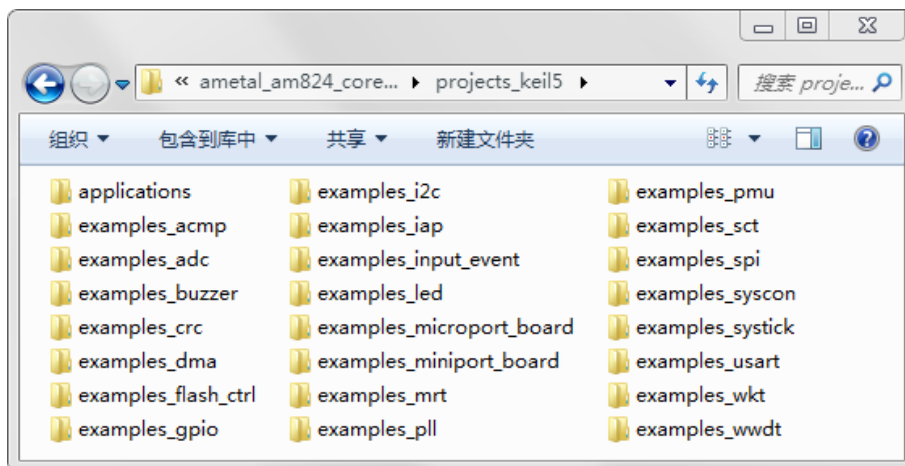 « ametal_am824_core... projects_keil5 搜索 proje...
组织 包含到库中 共享 新建文件夹
applications examples_i2c examples_pmu
examples_acmp examples_iap examples_sct
examples_adc examples_input_event examples_spi
examples_buzzer examples_led examples_syscon
examples_crc examples_microport_board examples_systick
examples_dma examples_miniport_board examples_usart
examples_flash_ctrl examples_mrt examples_wkt
examples_gpio examples_pll examples_wwdt